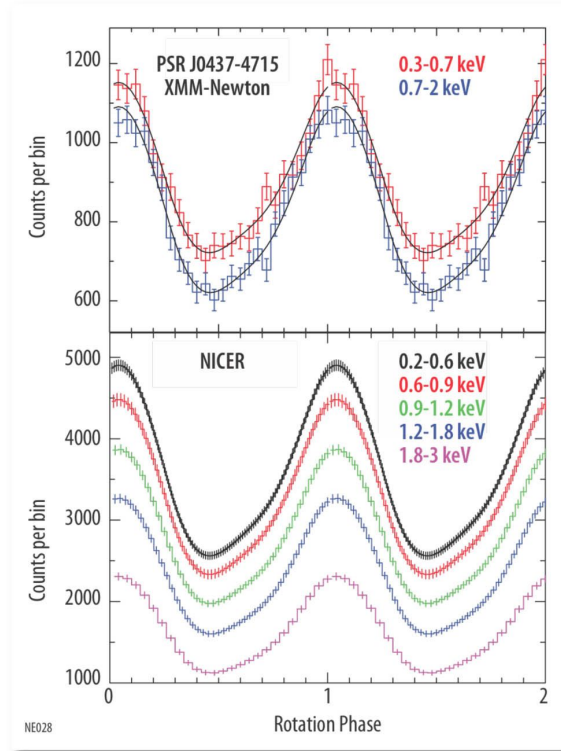 PSR J0437-4715
XMM-Newton
0.3-0.7 keV
0.7-2 keV
1200
1000
800
600
Counts per bin
NICER
0.2-0.6 keV
0.6-0.9 keV
0.9-1.2 keV
1.2-1.8 keV
1.8-3 keV
5000
4000
3000
2000
1000
Counts per bin
0 1 2
Rotation Phase
NE028